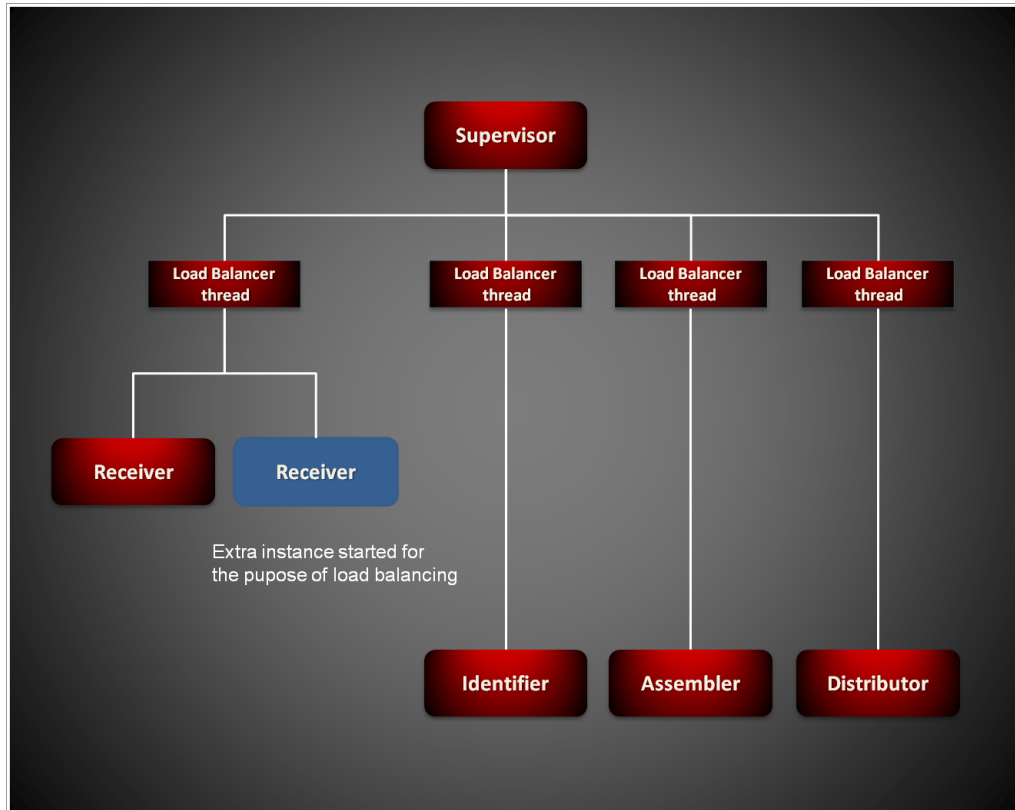 Supervisor
Load Balancer
thread
Load Balancer
thread
Load Balancer
thread
Load Balancer
thread
Receiver
Receiver
Extra instance started for
the pupose of load balancing
Identifier
Assembler
Distributor